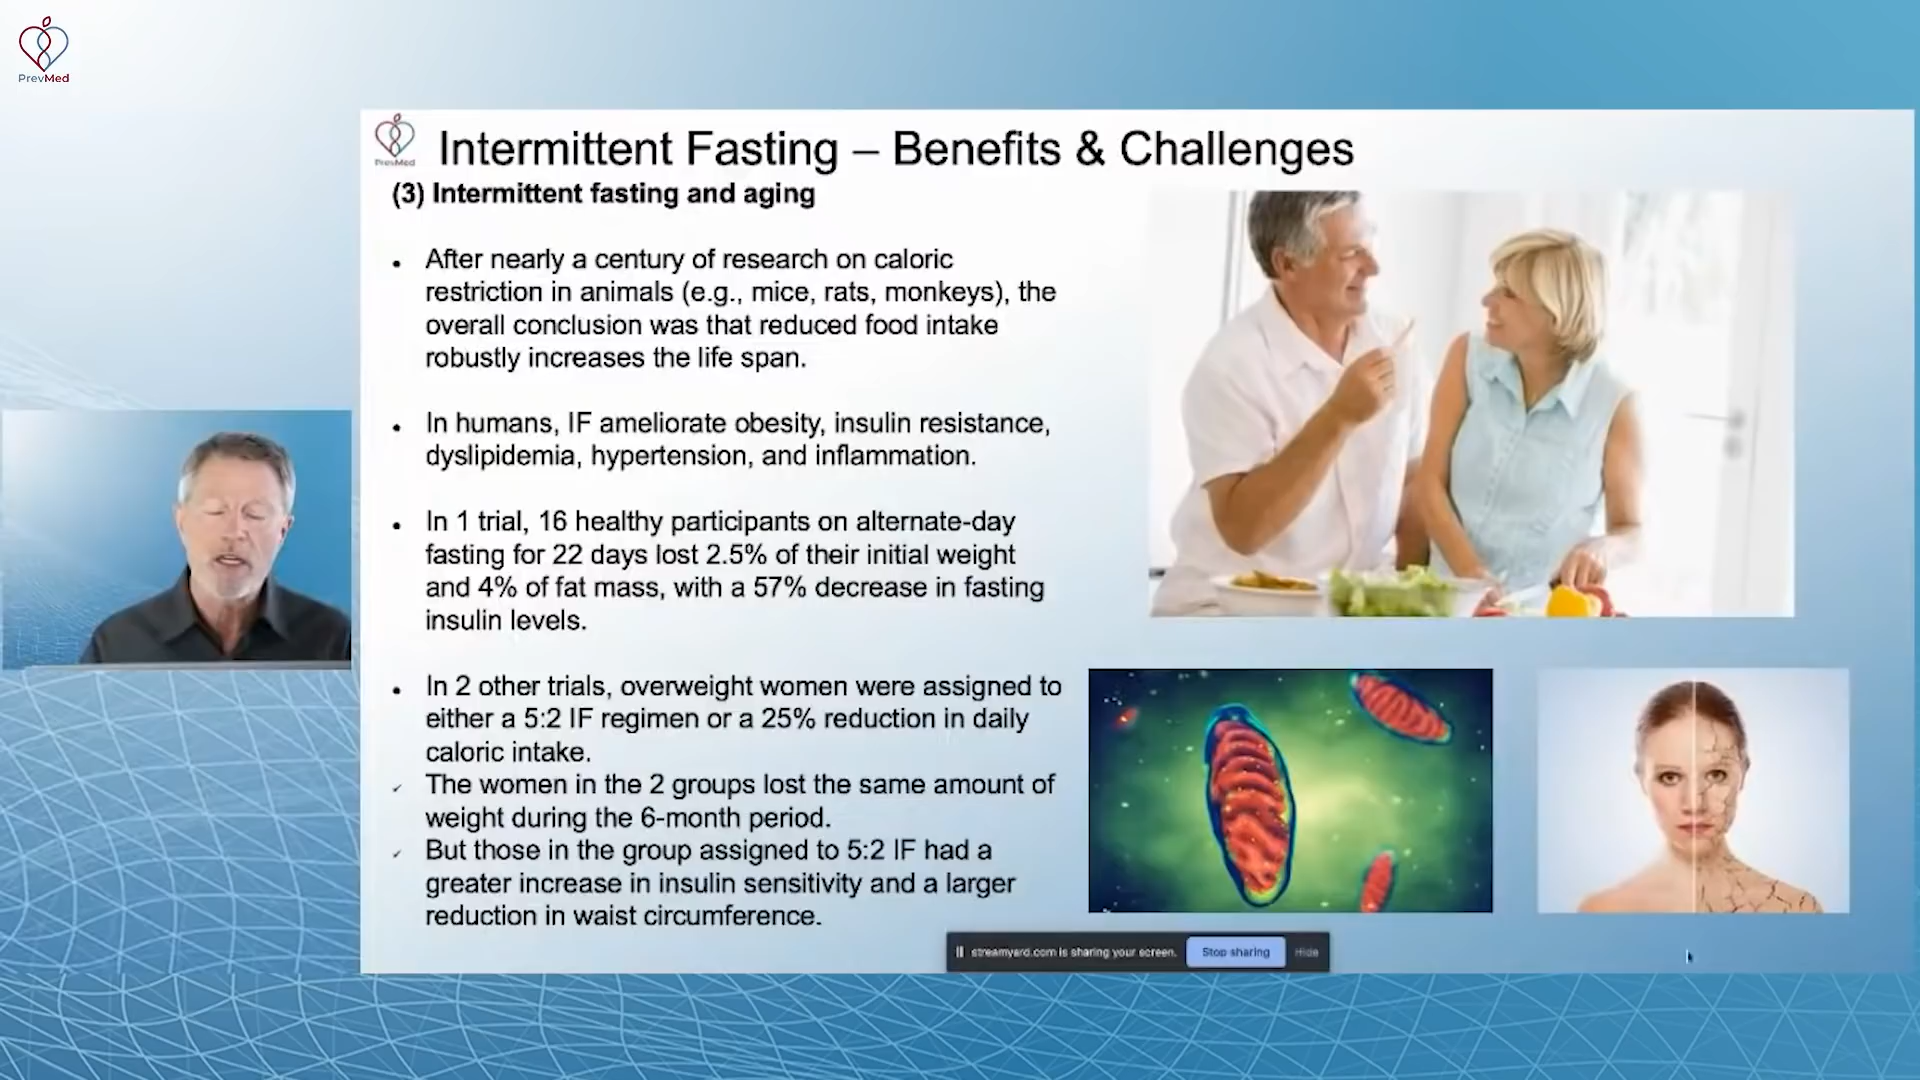 PrevMed
PrevMed
Intermittent Fasting – Benefits & Challenges
(3) Intermittent fasting and aging
• After nearly a century of research on caloric
restriction in animals (e.g., mice, rats, monkeys), the
overall conclusion was that reduced food intake
robustly increases the life span.
• In humans, IF ameliorate obesity, insulin resistance,
dyslipidemia, hypertension, and inflammation.
• In 1 trial, 16 healthy participants on alternate-day
fasting for 22 days lost 2.5% of their initial weight
and 4% of fat mass, with a 57% decrease in fasting
insulin levels.
• In 2 other trials, overweight women were assigned to
either a 5:2 IF regimen or a 25% reduction in daily
caloric intake.
✓ The women in the 2 groups lost the same amount of
weight during the 6-month period.
✓ But those in the group assigned to 5:2 IF had a
greater increase in insulin sensitivity and a larger
reduction in waist circumference.
streamyard.com is sharing your screen. Stop sharing Hide